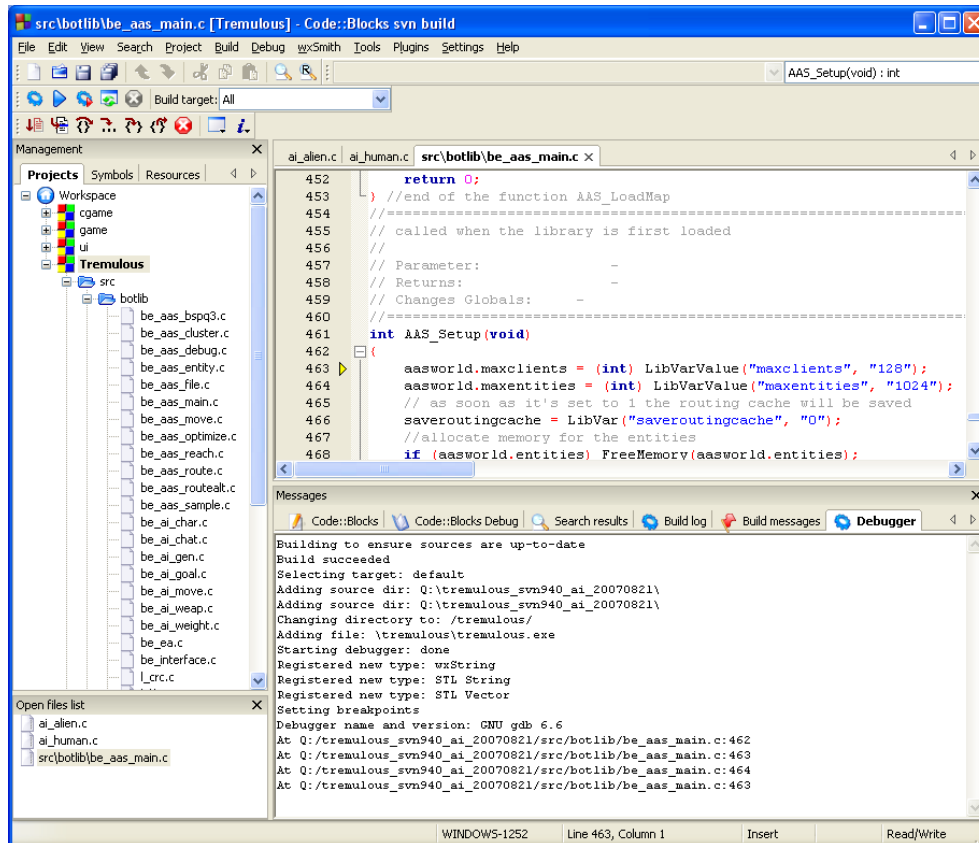 src\botlib\be_aas_main.c [Tremulous] - Code::Blocks svn build
File Edit View Search Project Build Debug wxSmith Tools Plugins Settings Help
AAS_Setup(void) : int
Build target: All
Management
Projects Symbols Resources
Workspace
cgame
game
ui
Tremulous
src
botlib
be_aas_bspq3.c
be_aas_cluster.c
be_aas_debug.c
be_aas_entity.c
be_aas_file.c
be_aas_main.c
be_aas_move.c
be_aas_optimize.c
be_aas_reach.c
be_aas_route.c
be_aas_routealt.c
be_aas_sample.c
be_ai_char.c
be_ai_chat.c
be_ai_gen.c
be_ai_goal.c
be_ai_move.c
be_ai_weap.c
be_ai_weight.c
be_ea.c
be_interface.c
l_crc.c
Open files list
ai_alien.c
ai_human.c
src\botlib\be_aas_main.c
ai_alien.c ai_human.c src\botlib\be_aas_main.c
452 return 0;
453 } //end of the function AAS_LoadMap
454 //===================================================================
455 // called when the library is first loaded
456 //
457 // Parameter: -
458 // Returns: -
459 // Changes Globals: -
460 //===================================================================
461 int AAS_Setup(void)
462 {
463 aasworld.maxclients = (int) LibVarValue("maxclients", "128");
464 aasworld.maxentities = (int) LibVarValue("maxentities", "1024");
465 // as soon as it's set to 1 the routing cache will be saved
466 saveroutingcache = LibVar("saveroutingcache", "0");
467 //allocate memory for the entities
468 if (aasworld.entities) FreeMemory(aasworld.entities);
Messages
Code::Blocks Code::Blocks Debug Search results Build log Build messages Debugger
Building to ensure sources are up-to-date
Build succeeded
Selecting target: default
Adding source dir: Q:\tremulous_svn940_ai_20070821\
Adding source dir: Q:\tremulous_svn940_ai_20070821\
Changing directory to: /tremulous/
Adding file: \tremulous\tremulous.exe
Starting debugger: done
Registered new type: wxString
Registered new type: STL String
Registered new type: STL Vector
Setting breakpoints
Debugger name and version: GNU gdb 6.6
At Q:/tremulous_svn940_ai_20070821/src/botlib/be_aas_main.c:462
At Q:/tremulous_svn940_ai_20070821/src/botlib/be_aas_main.c:463
At Q:/tremulous_svn940_ai_20070821/src/botlib/be_aas_main.c:464
At Q:/tremulous_svn940_ai_20070821/src/botlib/be_aas_main.c:463
WINDOWS-1252 Line 463, Column 1 Insert Read/Write